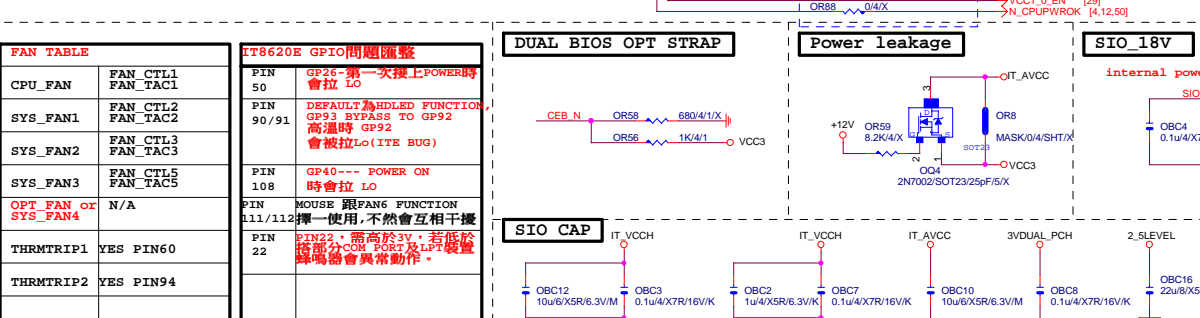 VCC1_0_EN [29]
OR88 0/4/X
N_CPUPWROK [4,12,50]
FAN TABLE
CPU_FAN
FAN_CTL1
FAN_TAC1
SYS_FAN1
FAN_CTL2
FAN_TAC2
SYS_FAN2
FAN_CTL3
FAN_TAC3
SYS_FAN3
FAN_CTL5
FAN_TAC5
OPT_FAN or
SYS_FAN4
N/A
THRMTRIP1 YES PIN60
THRMTRIP2 YES PIN94
IT8620E GPIO問題匯整
PIN
50
GP26-第一次接上POWER時
會拉 LO
PIN
90/91
DEFAULT為HDLED FUNCTION,
GP93 BYPASS TO GP92
高溫時 GP92
會被拉Lo(ITE BUG)
PIN
108
GP40--- POWER ON
時會拉 LO
PIN
111/112
MOUSE 跟FAN6 FUNCTION
擇一使用,不然會互相干擾
PIN
22
PIN22，需高於3V，若低於
搭部分COM PORT及LPT裝置
蜂鳴器會異常動作。
DUAL BIOS OPT STRAP
CEB_N
OR58 680/4/1/X
OR56 1K/4/1
VCC3
Power leakage
IT_AVCC
+12V
OR59
8.2K/4/X
3
D
G
S
2
1
OR8
MASK/0/4/SHT/X
SOT23
VCC3
OQ4
2N7002/SOT23/25pF/5/X
SIO_18V
internal powe
SIO
OBC4
0.1u/4/X7
SIO CAP
IT_VCCH
OBC12
10u/6/X5R/6.3V/M
OBC3
0.1u/4/X7R/16V/K
IT_VCCH
OBC2
1u/4/X5R/6.3V/K
OBC7
0.1u/4/X7R/16V/K
IT_AVCC
OBC10
10u/6/X5R/6.3V/M
3VDUAL_PCH
OBC8
0.1u/4/X7R/16V/K
2_5LEVEL
OBC16
22u/8/X5